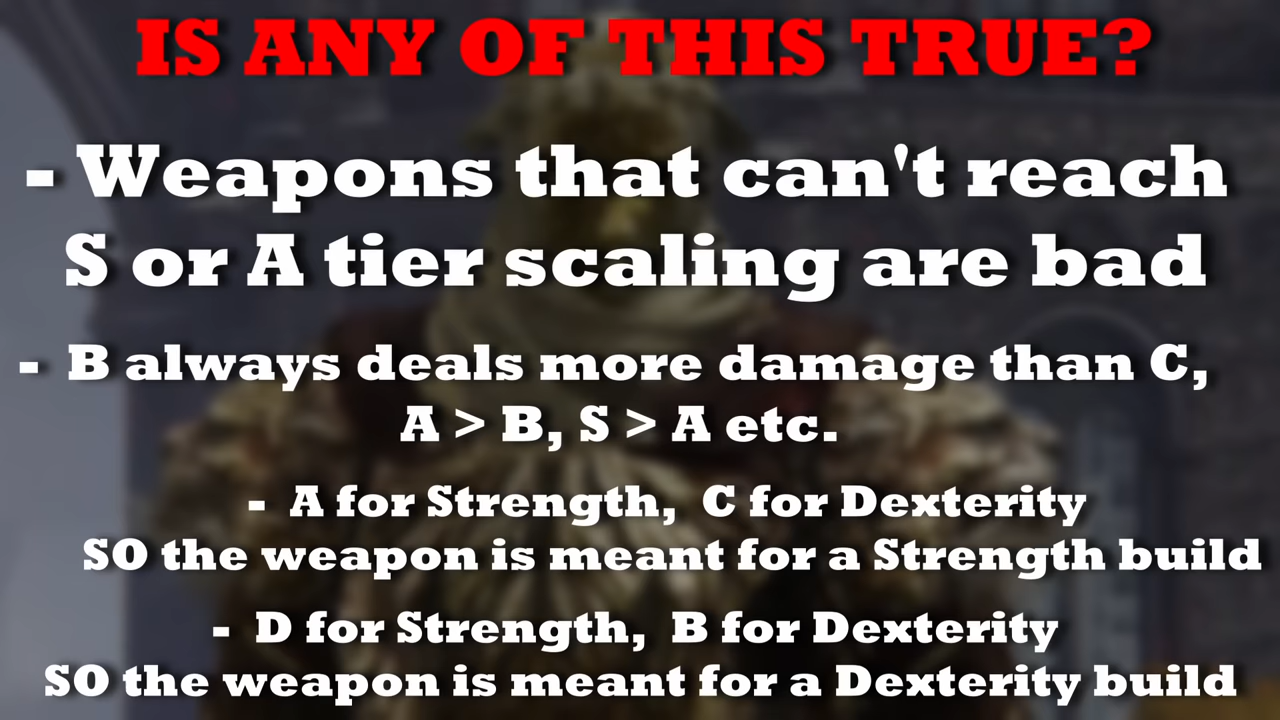 IS ANY OF THIS TRUE?
- Weapons that can't reach
S or A tier scaling are bad
- B always deals more damage than C,
A > B, S > A etc.
- A for Strength, C for Dexterity
SO the weapon is meant for a Strength build
- D for Strength, B for Dexterity
SO the weapon is meant for a Dexterity build